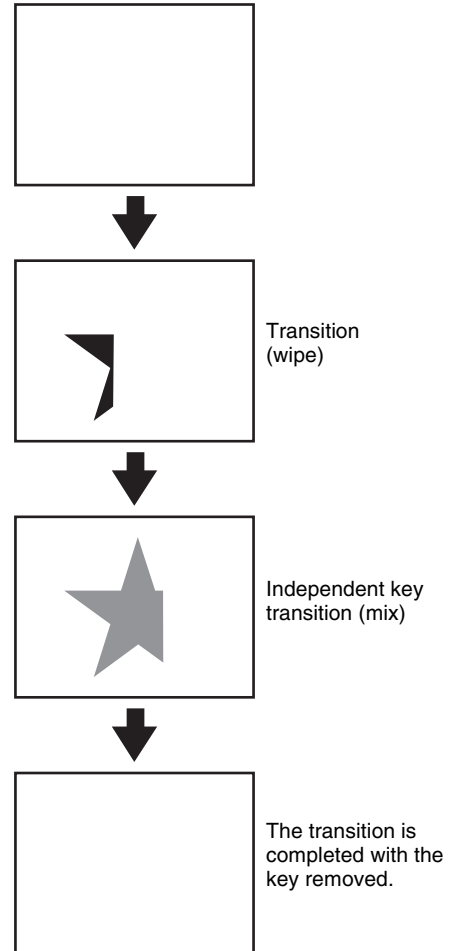 Transition
(wipe)
Independent key
transition (mix)
The transition is
completed with the
key removed.